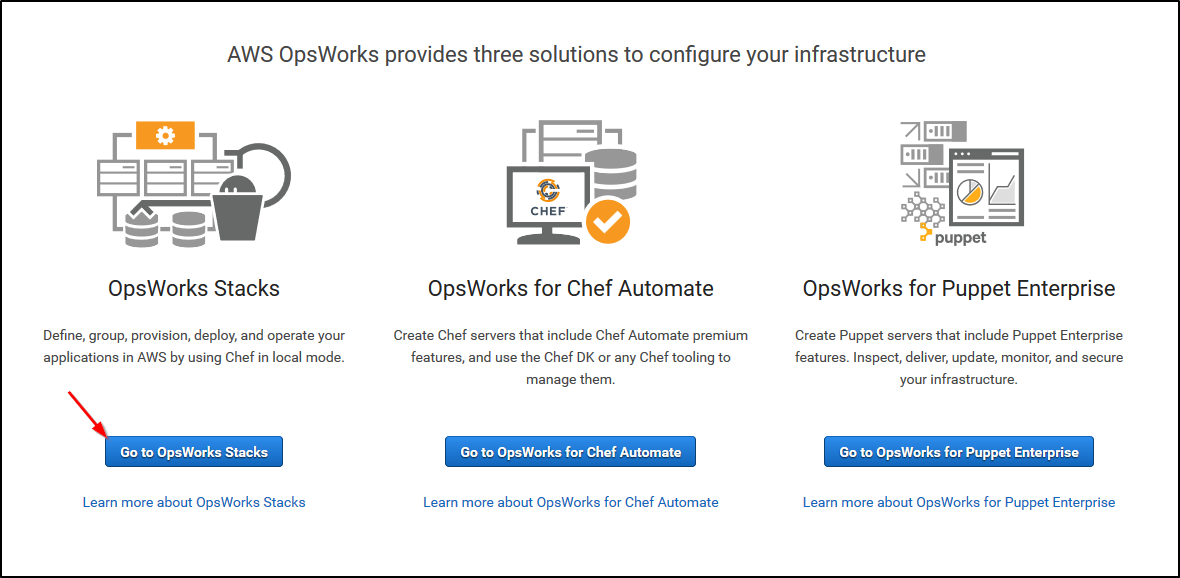 AWS OpsWorks provides three solutions to configure your infrastructure
CHEF
puppet
OpsWorks Stacks
Define, group, provision, deploy, and operate your
applications in AWS by using Chef in local mode.
Go to OpsWorks Stacks
Learn more about OpsWorks Stacks
OpsWorks for Chef Automate
Create Chef servers that include Chef Automate premium
features, and use the Chef DK or any Chef tooling to
manage them.
Go to OpsWorks for Chef Automate
Learn more about OpsWorks for Chef Automate
OpsWorks for Puppet Enterprise
Create Puppet servers that include Puppet Enterprise
features. Inspect, deliver, update, monitor, and secure
your infrastructure.
Go to OpsWorks for Puppet Enterprise
Learn more about OpsWorks for Puppet Enterprise